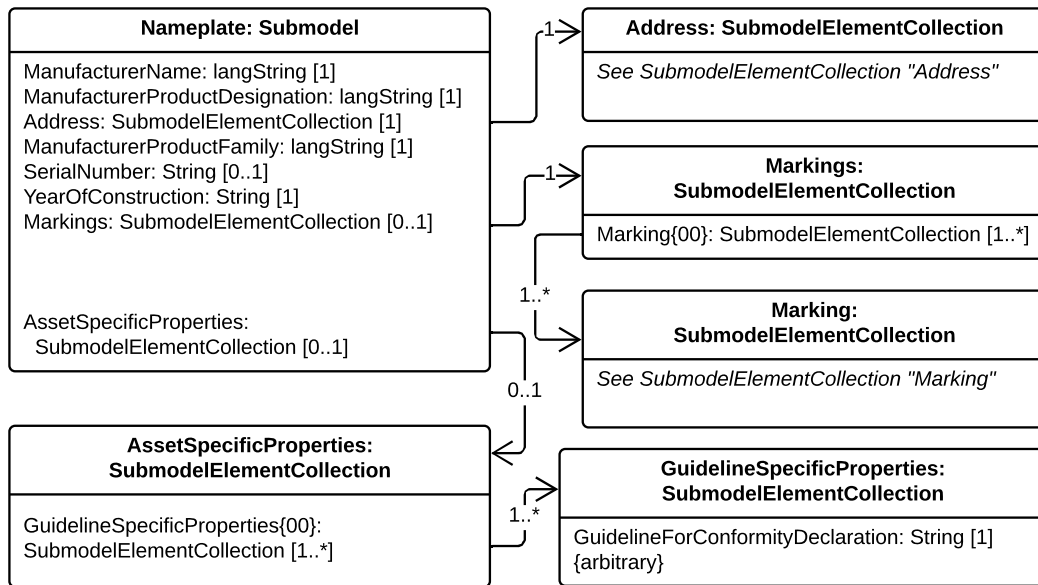 Nameplate: Submodel
ManufacturerName: langString [1]
ManufacturerProductDesignation: langString [1]
Address: SubmodelElementCollection [1]
ManufacturerProductFamily: langString [1]
SerialNumber: String [0..1]
YearOfConstruction: String [1]
Markings: SubmodelElementCollection [0..1]
AssetSpecificProperties:
SubmodelElementCollection [0..1]
1
Address: SubmodelElementCollection
See SubmodelElementCollection "Address"
1
Markings:
SubmodelElementCollection
Marking{00}: SubmodelElementCollection [1..*]
1..*
Marking:
SubmodelElementCollection
See SubmodelElementCollection "Marking"
0..1
AssetSpecificProperties:
SubmodelElementCollection
GuidelineSpecificProperties{00}:
SubmodelElementCollection [1..*]
1..*
GuidelineSpecificProperties:
SubmodelElementCollection
GuidelineForConformityDeclaration: String [1]
{arbitrary}